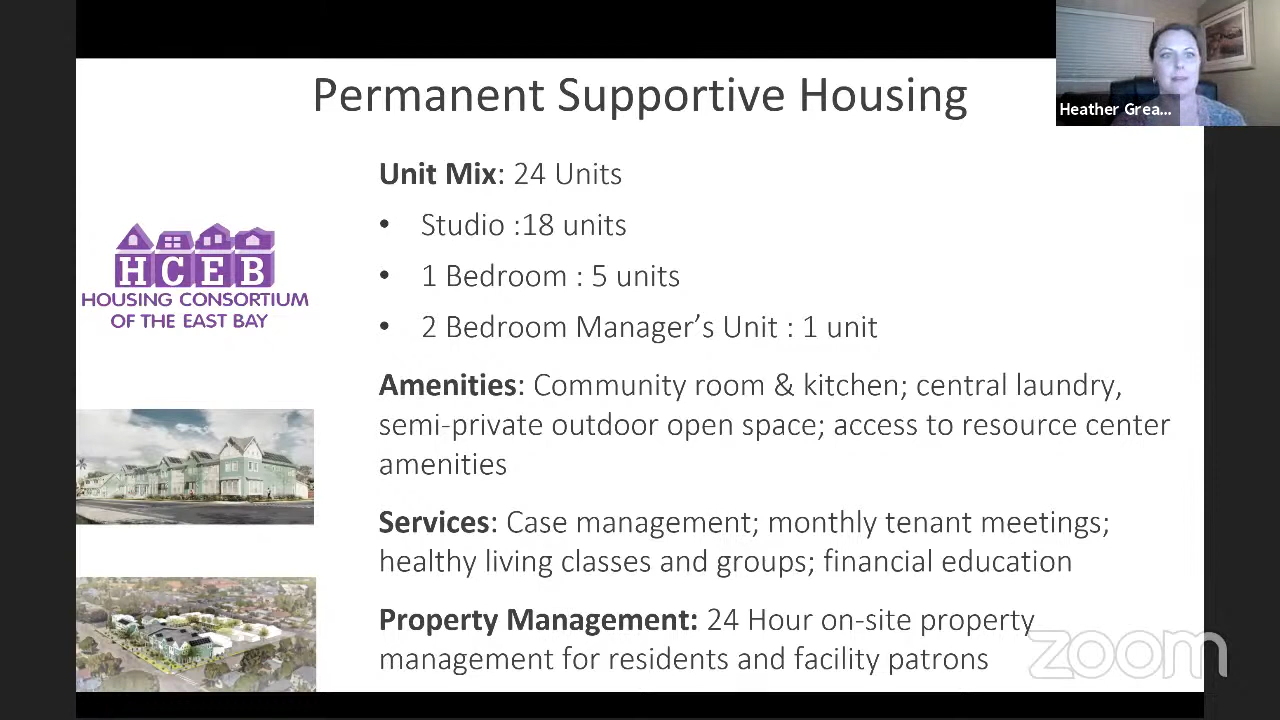 Permanent Supportive Housing
Heather Grea...
Unit Mix: 24 Units
• Studio :18 units
• 1 Bedroom : 5 units
• 2 Bedroom Manager’s Unit : 1 unit
HCEB
HOUSING CONSORTIUM
OF THE EAST BAY
Amenities: Community room & kitchen; central laundry,
semi-private outdoor open space; access to resource center
amenities
Services: Case management; monthly tenant meetings;
healthy living classes and groups; financial education
Property Management: 24 Hour on-site property
management for residents and facility patrons
zoom